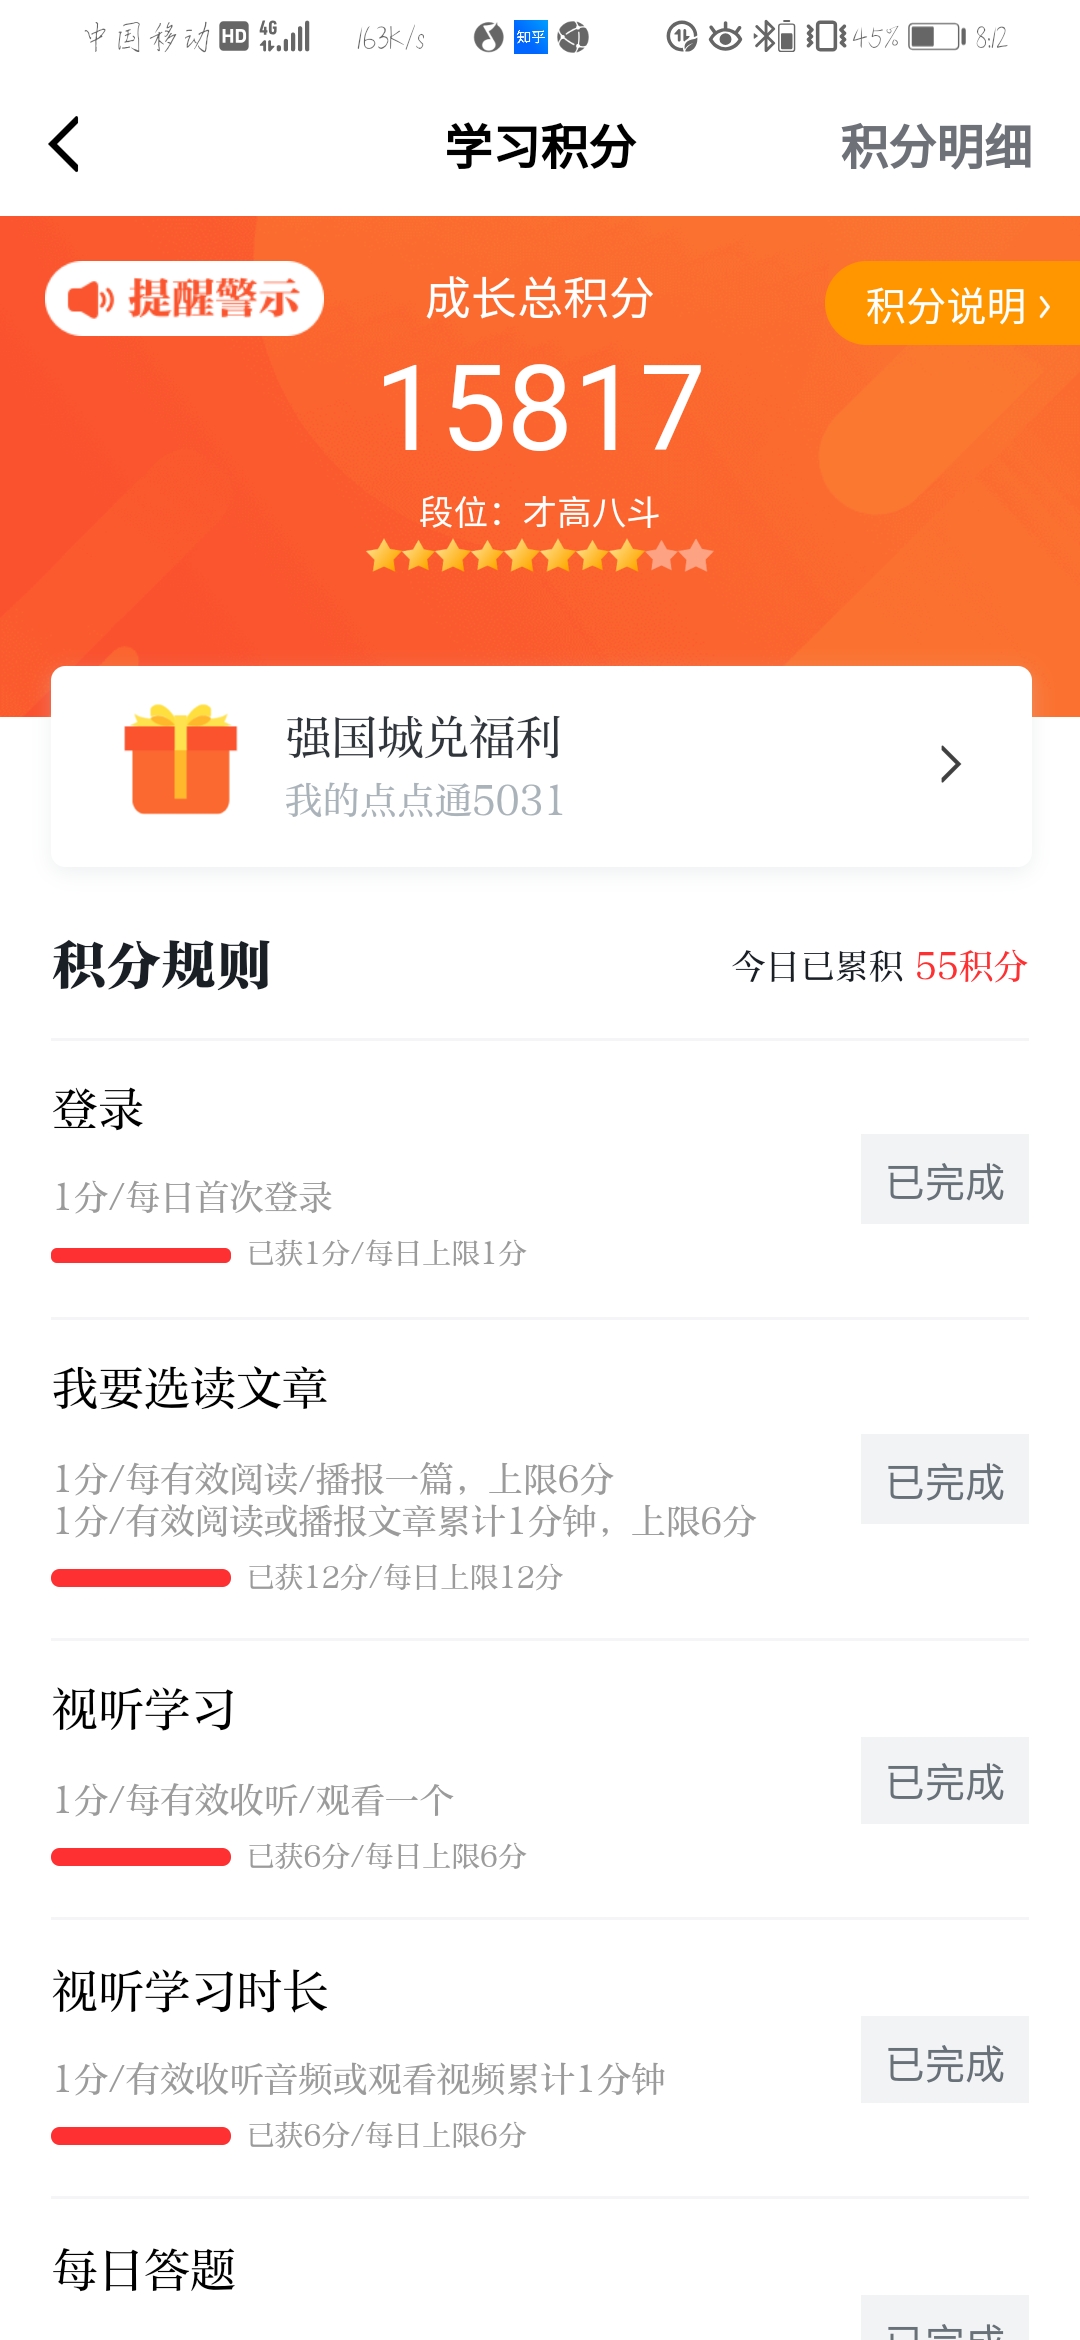 中国移动 HD 4G 163K/s 知乎 45% 8:12
学习积分 积分明细
提醒警示 成长总积分 积分说明
15817
段位：才高八斗
强国城兑福利
我的点点通5031
积分规则 今日已累积 55积分
登录
已完成
1分/每日首次登录
已获1分/每日上限1分
我要选读文章
1分/每有效阅读/播报一篇，上限6分
已完成
1分/有效阅读或播报文章累计1分钟，上限6分
已获12分/每日上限12分
视听学习
已完成
1分/每有效收听/观看一个
已获6分/每日上限6分
视听学习时长
已完成
1分/有效收听音频或观看视频累计1分钟
已获6分/每日上限6分
每日答题
已完成